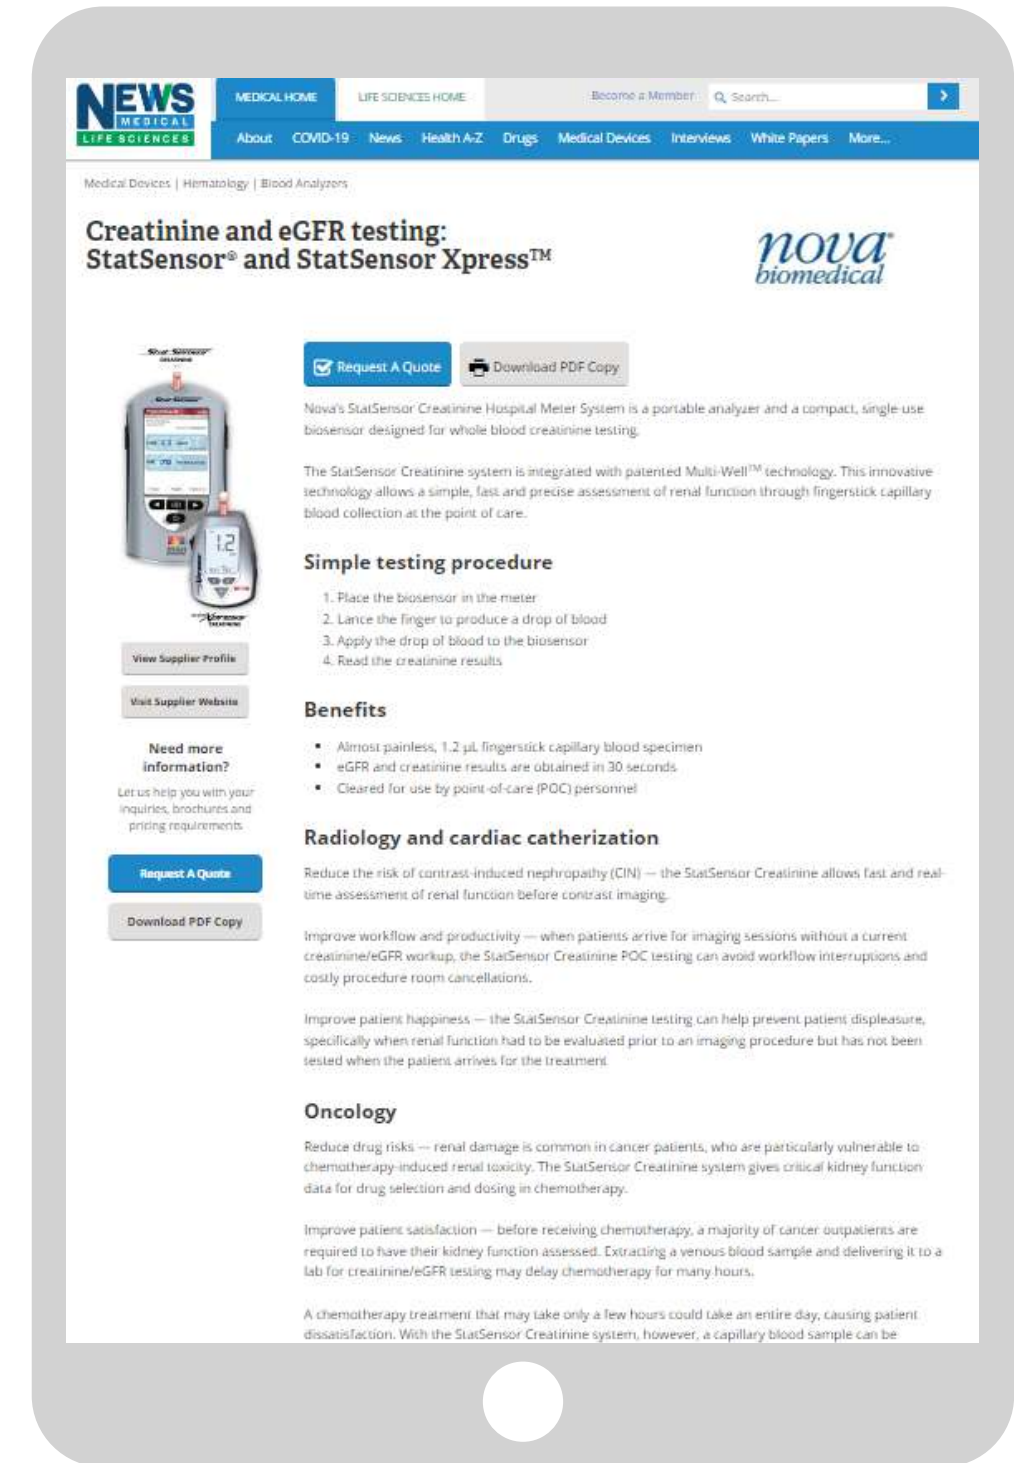 NEWS
MEDICAL
LIFE SCIENCES
MEDICAL HOME
LIFE SCIENCES HOME
Become a Member
Search...
About COVID-19 News Health A-Z Drugs Medical Devices Interviews White Papers More...
Medical Devices | Hematology | Blood Analyzers
Creatinine and eGFR testing:
StatSensor® and StatSensor Xpress™
nova®
biomedical
Stat Sensor
CREATININE
1.2
CREATININE
View Supplier Profile
Visit Supplier Website
Need more
information?
Let us help you with your
inquiries, brochures and
pricing requirements
Request A Quote
Download PDF Copy
Request A Quote
Download PDF Copy
Nova's StatSensor Creatinine Hospital Meter System is a portable analyzer and a compact, single-use
biosensor designed for whole blood creatinine testing.
The StatSensor Creatinine system is integrated with patented Multi-Well™ technology. This innovative
technology allows a simple, fast and precise assessment of renal function through fingerstick capillary
blood collection at the point of care.
Simple testing procedure
1. Place the biosensor in the meter
2. Lance the finger to produce a drop of blood
3. Apply the drop of blood to the biosensor
4. Read the creatinine results
Benefits
▪ Almost painless, 1.2 µL fingerstick capillary blood specimen
▪ eGFR and creatinine results are obtained in 30 seconds
▪ Cleared for use by point-of-care (POC) personnel
Radiology and cardiac catherization
Reduce the risk of contrast-induced nephropathy (CIN) — the StatSensor Creatinine allows fast and real-
time assessment of renal function before contrast imaging.
Improve workflow and productivity — when patients arrive for imaging sessions without a current
creatinine/eGFR workup, the StatSensor Creatinine POC testing can avoid workflow interruptions and
costly procedure room cancellations.
Improve patient happiness — the StatSensor Creatinine testing can help prevent patient displeasure,
specifically when renal function had to be evaluated prior to an imaging procedure but has not been
tested when the patient arrives for the treatment
Oncology
Reduce drug risks — renal damage is common in cancer patients, who are particularly vulnerable to
chemotherapy-induced renal toxicity. The StatSensor Creatinine system gives critical kidney function
data for drug selection and dosing in chemotherapy.
Improve patient satisfaction — before receiving chemotherapy, a majority of cancer outpatients are
required to have their kidney function assessed. Extracting a venous blood sample and delivering it to a
lab for creatinine/eGFR testing may delay chemotherapy for many hours.
A chemotherapy treatment that may take only a few hours could take an entire day, causing patient
dissatisfaction. With the StatSensor Creatinine system, however, a capillary blood sample can be